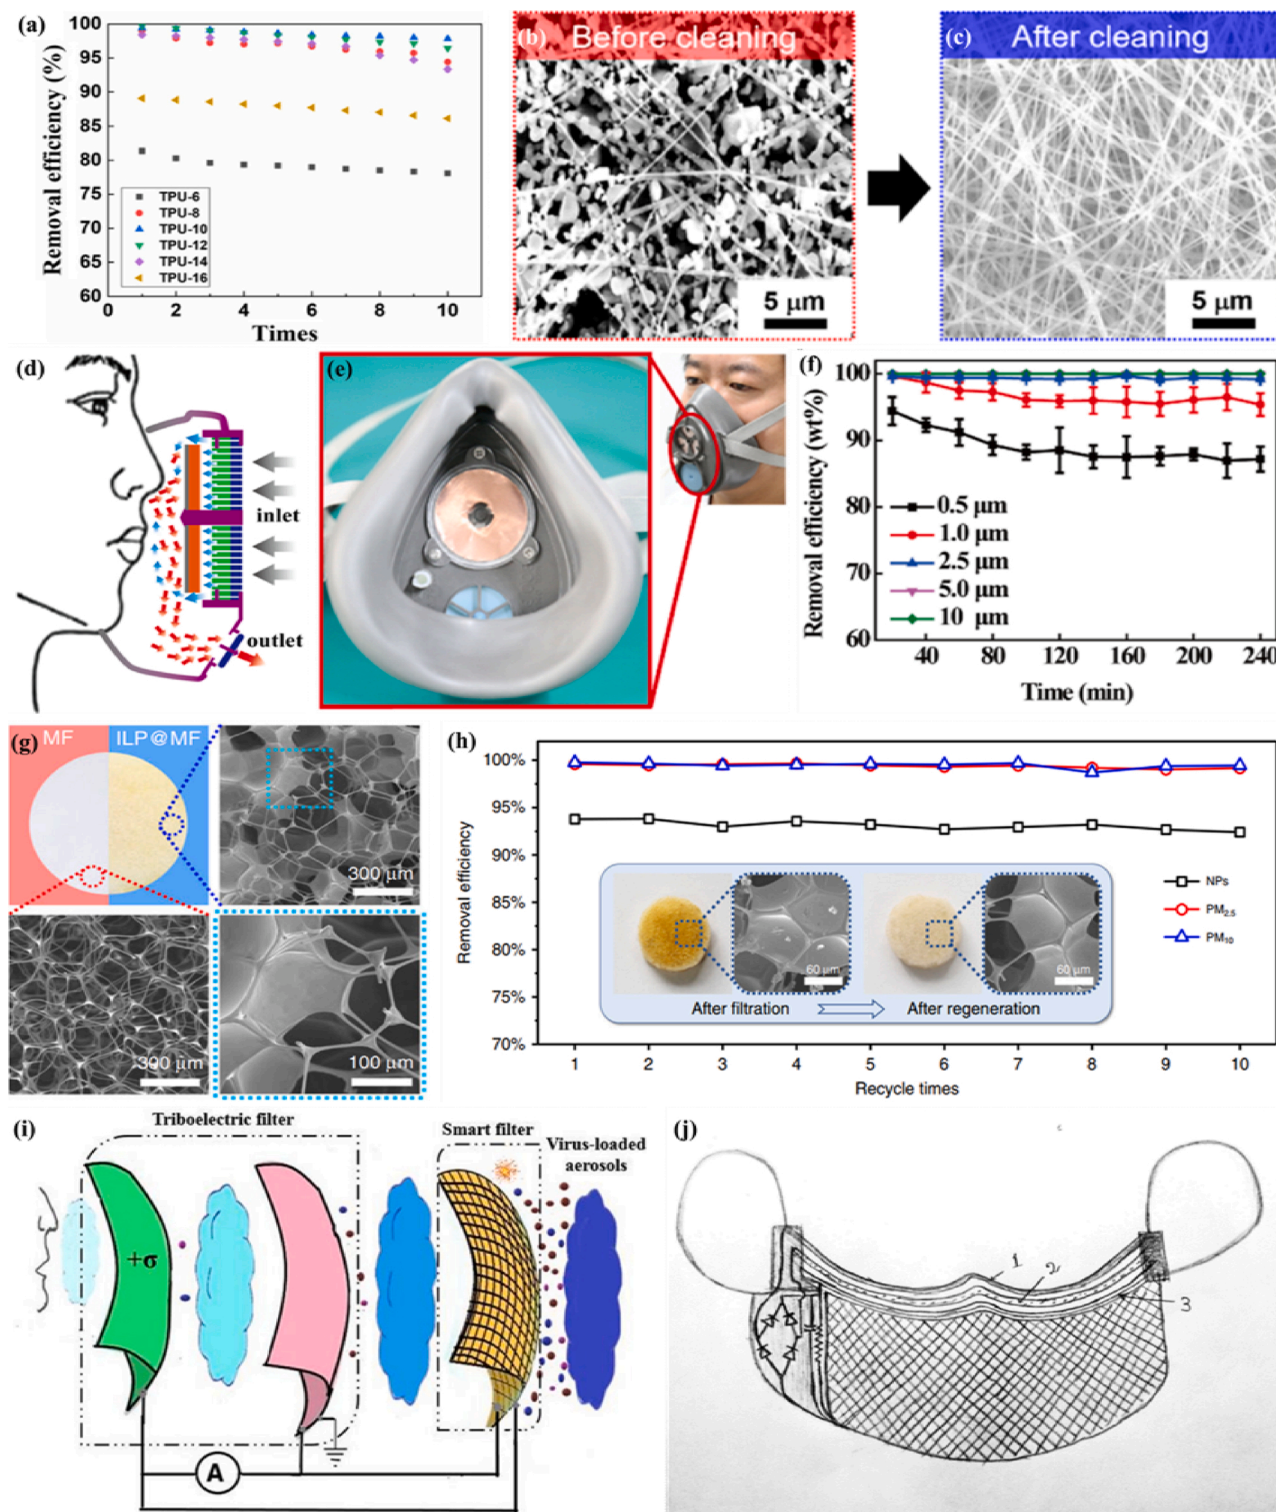 (a)
Removal efficiency (%)
100
95
90
85
80
75
70
65
60
TPU-6
TPU-8
TPU-10
TPU-12
TPU-14
TPU-16
0 2 4 6 8 10
Times
(b) Before cleaning
5 μm
(c) After cleaning
5 μm
(d)
inlet
outlet
(e)
(f)
Removal efficiency (wt%)
100
90
80
70
60
0.5 μm
1.0 μm
2.5 μm
5.0 μm
10 μm
40 80 120 160 200 240
Time (min)
(g) MF ILP@MF
300 μm
300 μm
100 μm
(h)
Removal efficiency
100%
95%
90%
85%
80%
75%
70%
NPs
PM2.5
PM10
60 μm
60 μm
After filtration
After regeneration
1 2 3 4 5 6 7 8 9 10
Recycle times
(i)
Triboelectric filter
Smart filter
Virus-loaded
aerosols
+σ
A
(j)
1
2
3